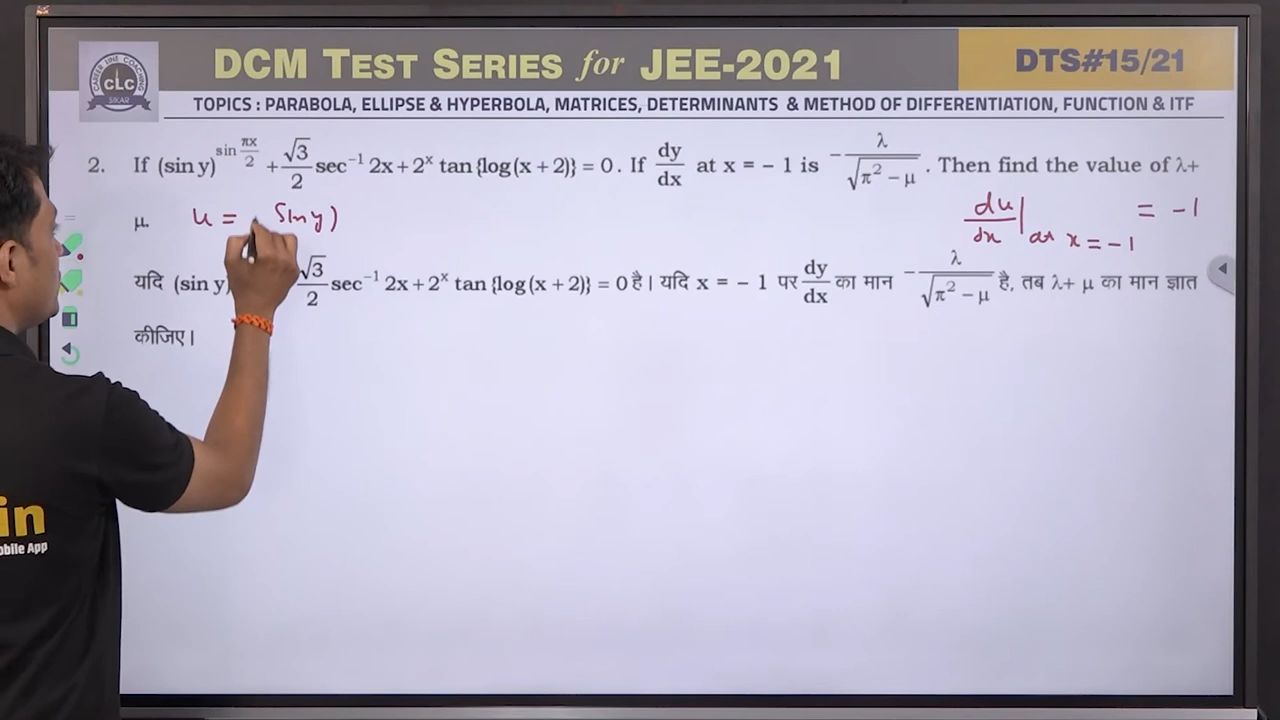 DCM TEST SERIES for JEE-2021
DTS#15/21
CAREER LINE COACHING
CLC
SIKAR
TOPICS : PARABOLA, ELLIPSE & HYPERBOLA, MATRICES, DETERMINANTS & METHOD OF DIFFERENTIATION, FUNCTION & ITF
2. If (sin y)^(sin πx/2) + √3/2 sec⁻¹ 2x + 2ˣ tan {log(x + 2)} = 0. If dy/dx at x = – 1 is – λ/√(π² – μ). Then find the value of λ+
μ.
u = sin y)
du/dx| at x = -1 = -1
यदि (sin y) √3/2 sec⁻¹ 2x + 2ˣ tan {log(x + 2)} = 0 है। यदि x = – 1 पर dy/dx का मान – λ/√(π² – μ) है, तब λ+ μ का मान ज्ञात
कीजिए।
in
obile App